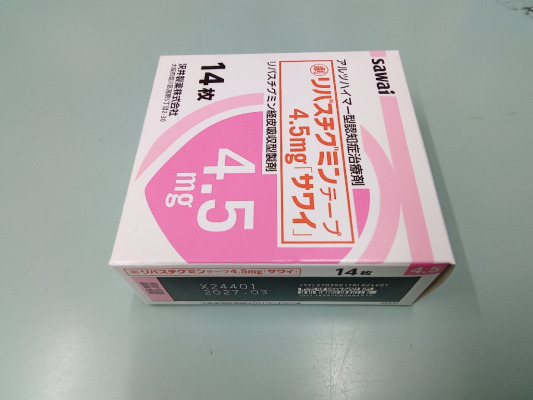 sawai
アルツハイマー型認知症治療剤
劇 リバスチグミンテープ
4.5mg「サワイ」
リバスチグミン経皮吸収型製剤
14枚
沢井製薬株式会社
4.5
mg
劇 リバスチグミンテープ4.5mg「サワイ」
14枚
4.5
X24401
2027.03